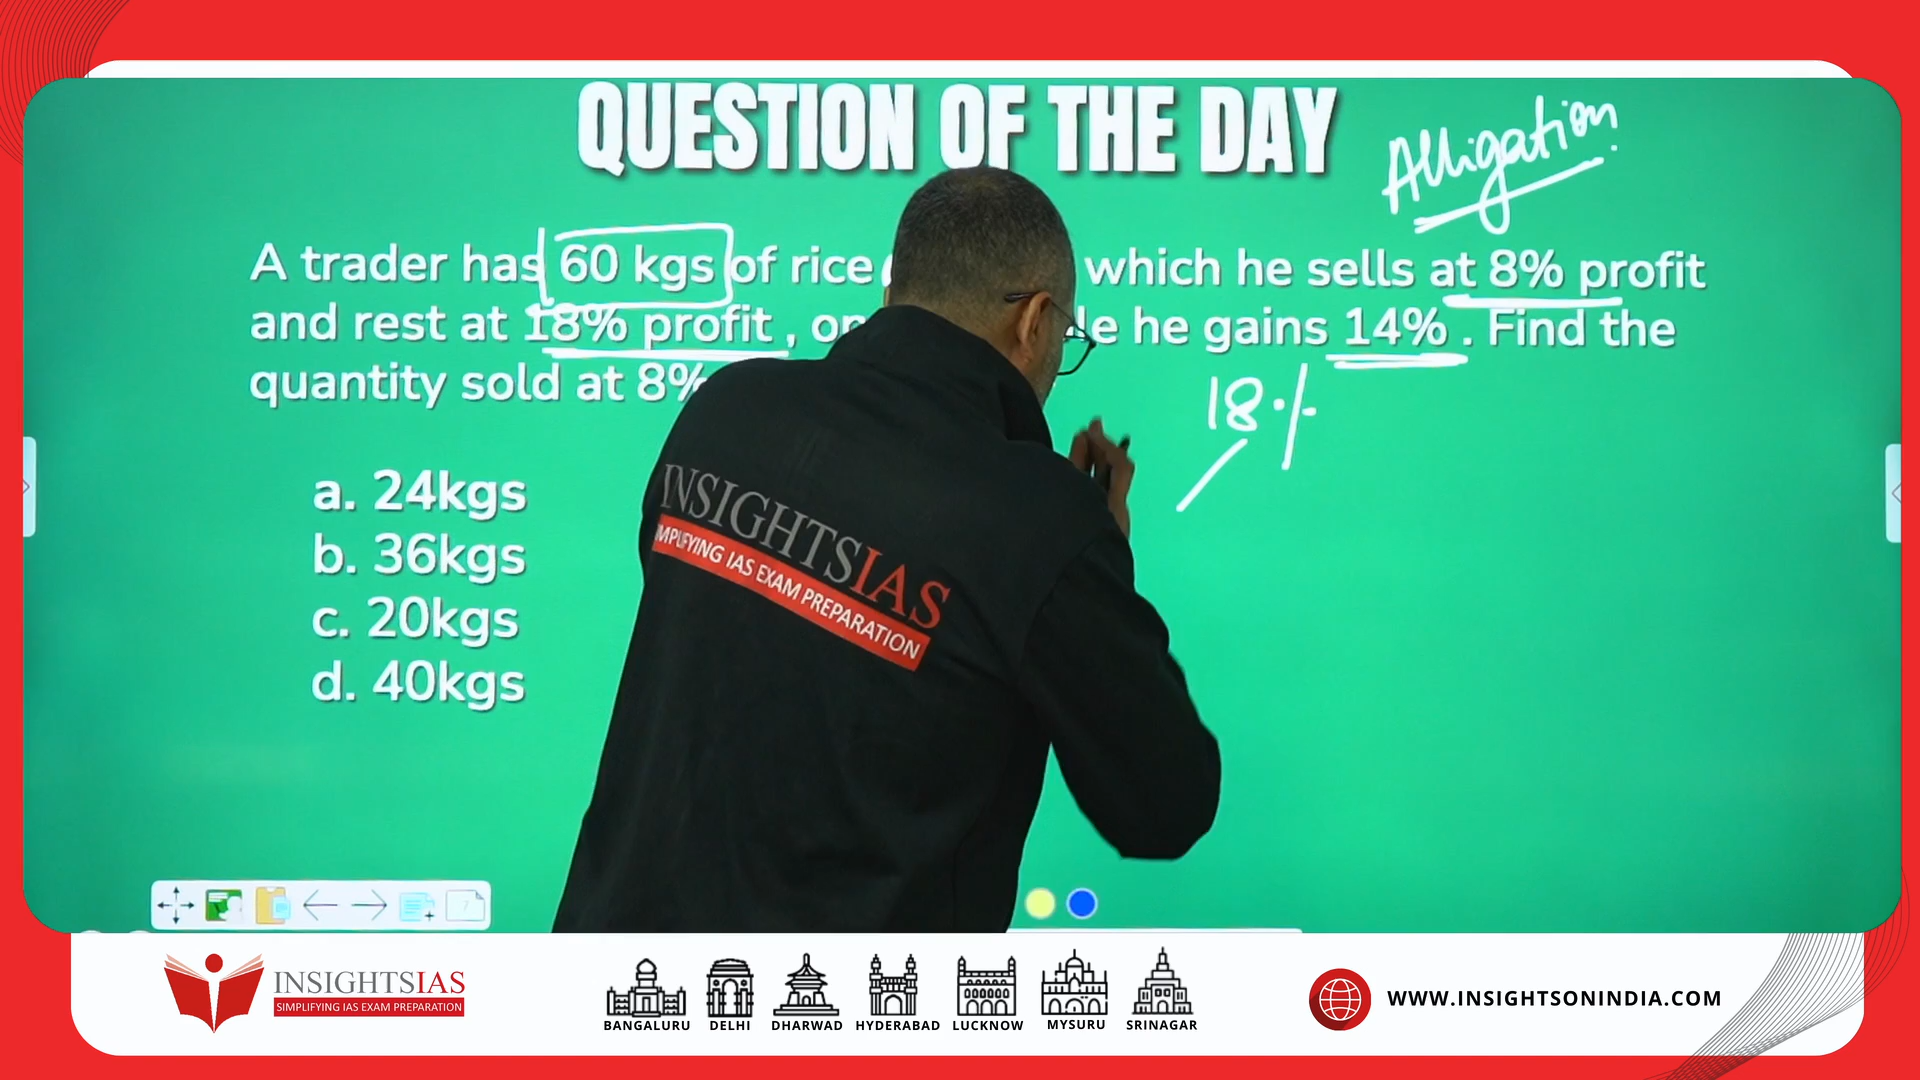 QUESTION OF THE DAY
Alligation.
A trader has 60 kgs of rice which he sells at 8% profit
and rest at 18% profit , on he gains 14% . Find the
quantity sold at 8%
18%
a. 24kgs
b. 36kgs
c. 20kgs
d. 40kgs
INSIGHTSIAS
SIMPLIFYING IAS EXAM PREPARATION
7
INSIGHTSIAS
SIMPLIFYING IAS EXAM PREPARATION
BANGALURU DELHI DHARWAD HYDERABAD LUCKNOW MYSURU SRINAGAR
WWW.INSIGHTSONINDIA.COM